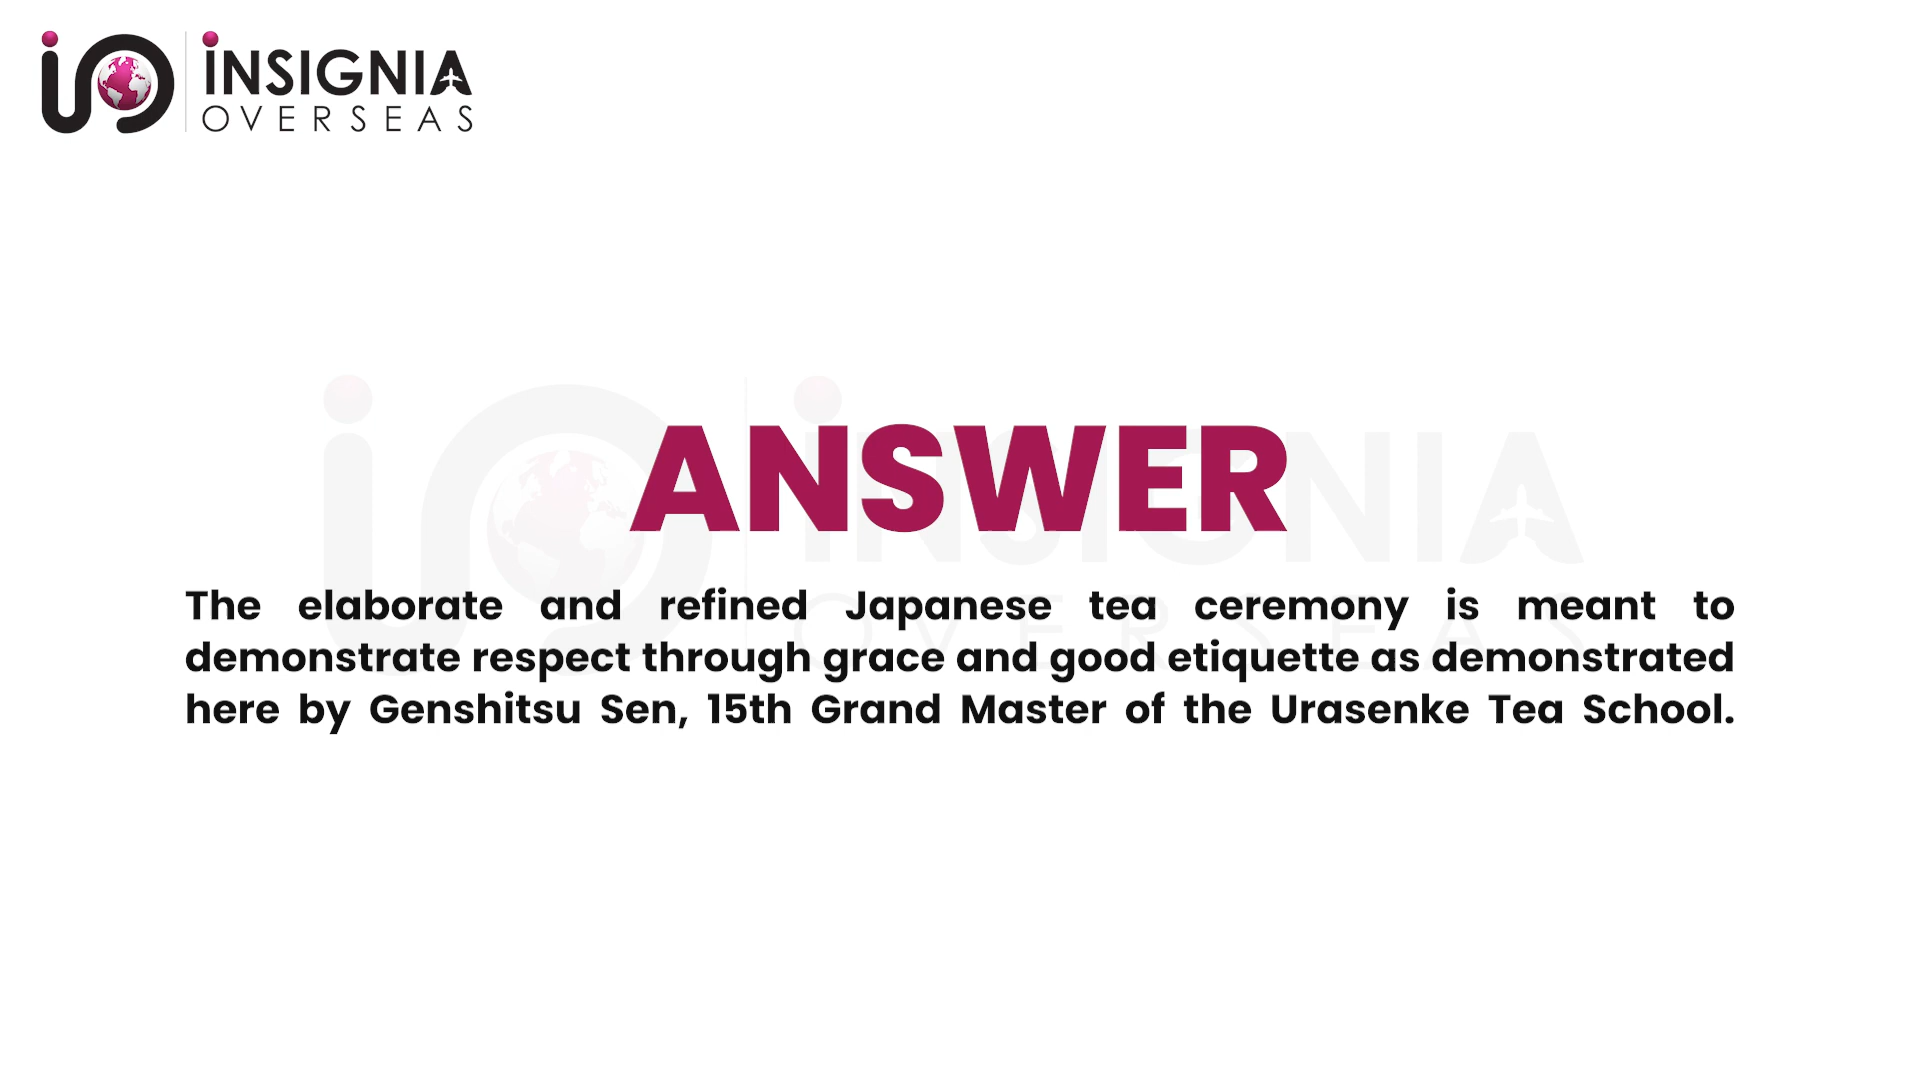 INSIGNIA
OVERSEAS
ANSWER
The elaborate and refined Japanese tea ceremony is meant to
demonstrate respect through grace and good etiquette as demonstrated
here by Genshitsu Sen, 15th Grand Master of the Urasenke Tea School.